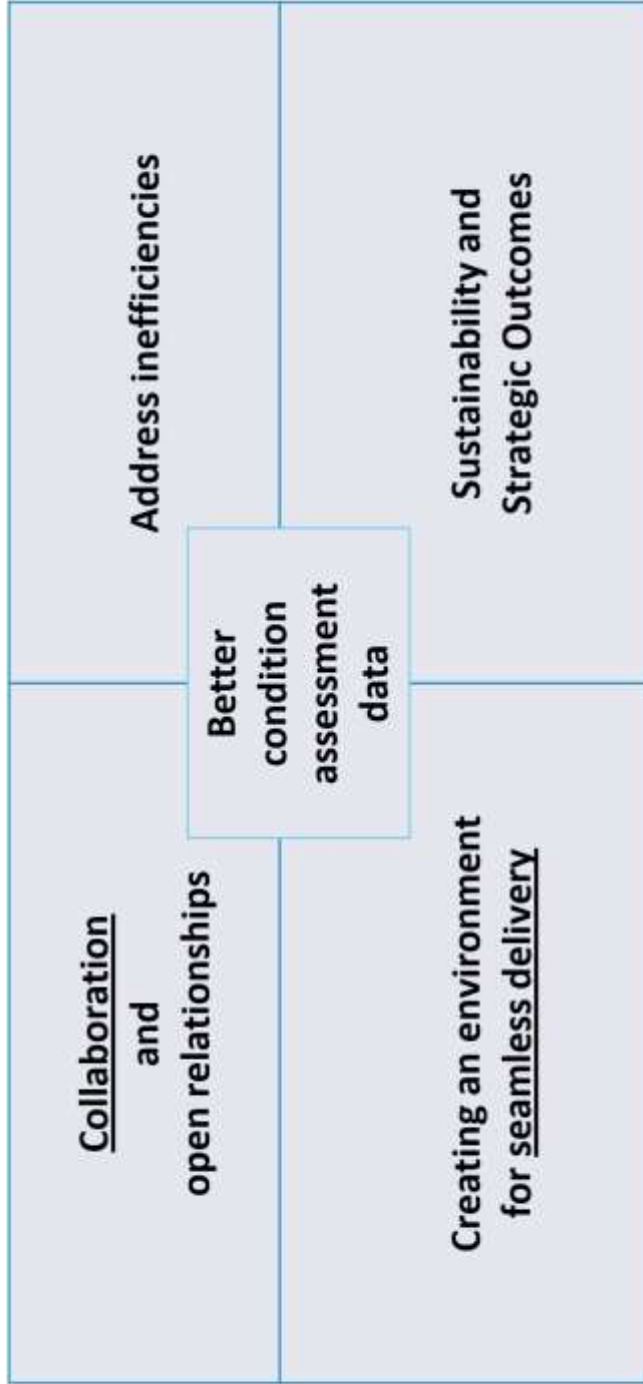 Collaboration
and
open relationships
Address inefficiencies
Better
condition
assessment
data
Creating an environment
for seamless delivery
Sustainability and
Strategic Outcomes